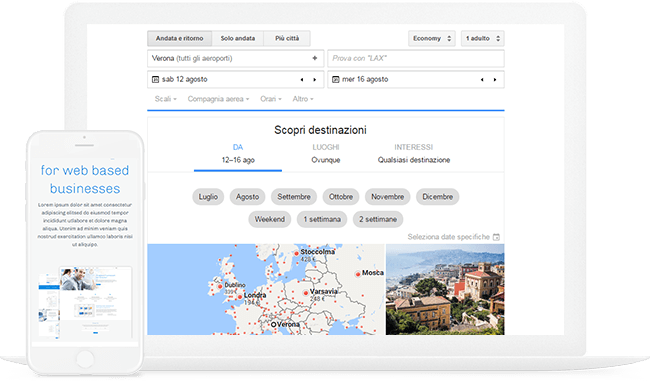 Andata e ritorno Solo andata Più città Economy 1 adulto
Verona (tutti gli aeroporti) + Prova con "LAX"
sab 12 agosto mer 16 agosto
Scali Compagnia aerea Orari Altro
Scopri destinazioni
DA LUOGHI INTERESSI
12–16 ago Ovunque Qualsiasi destinazione
Luglio Agosto Settembre Ottobre Novembre Dicembre
Weekend 1 settimana 2 settimane
Seleziona date specifiche
Stoccolma
428 €
Mosca
Dublino
Londra
194 €
Varsavia
248 €
Verona
for web based
businesses
Lorem ipsum dolor sit amet consectetur
adipiscing elitsed do eiusmod tempor
incididunt utlabore et dolore magna
aliqua. Utenim ad minim veniam quis
nostrud exercitation ullamco laboris nisi
ut aliquip.